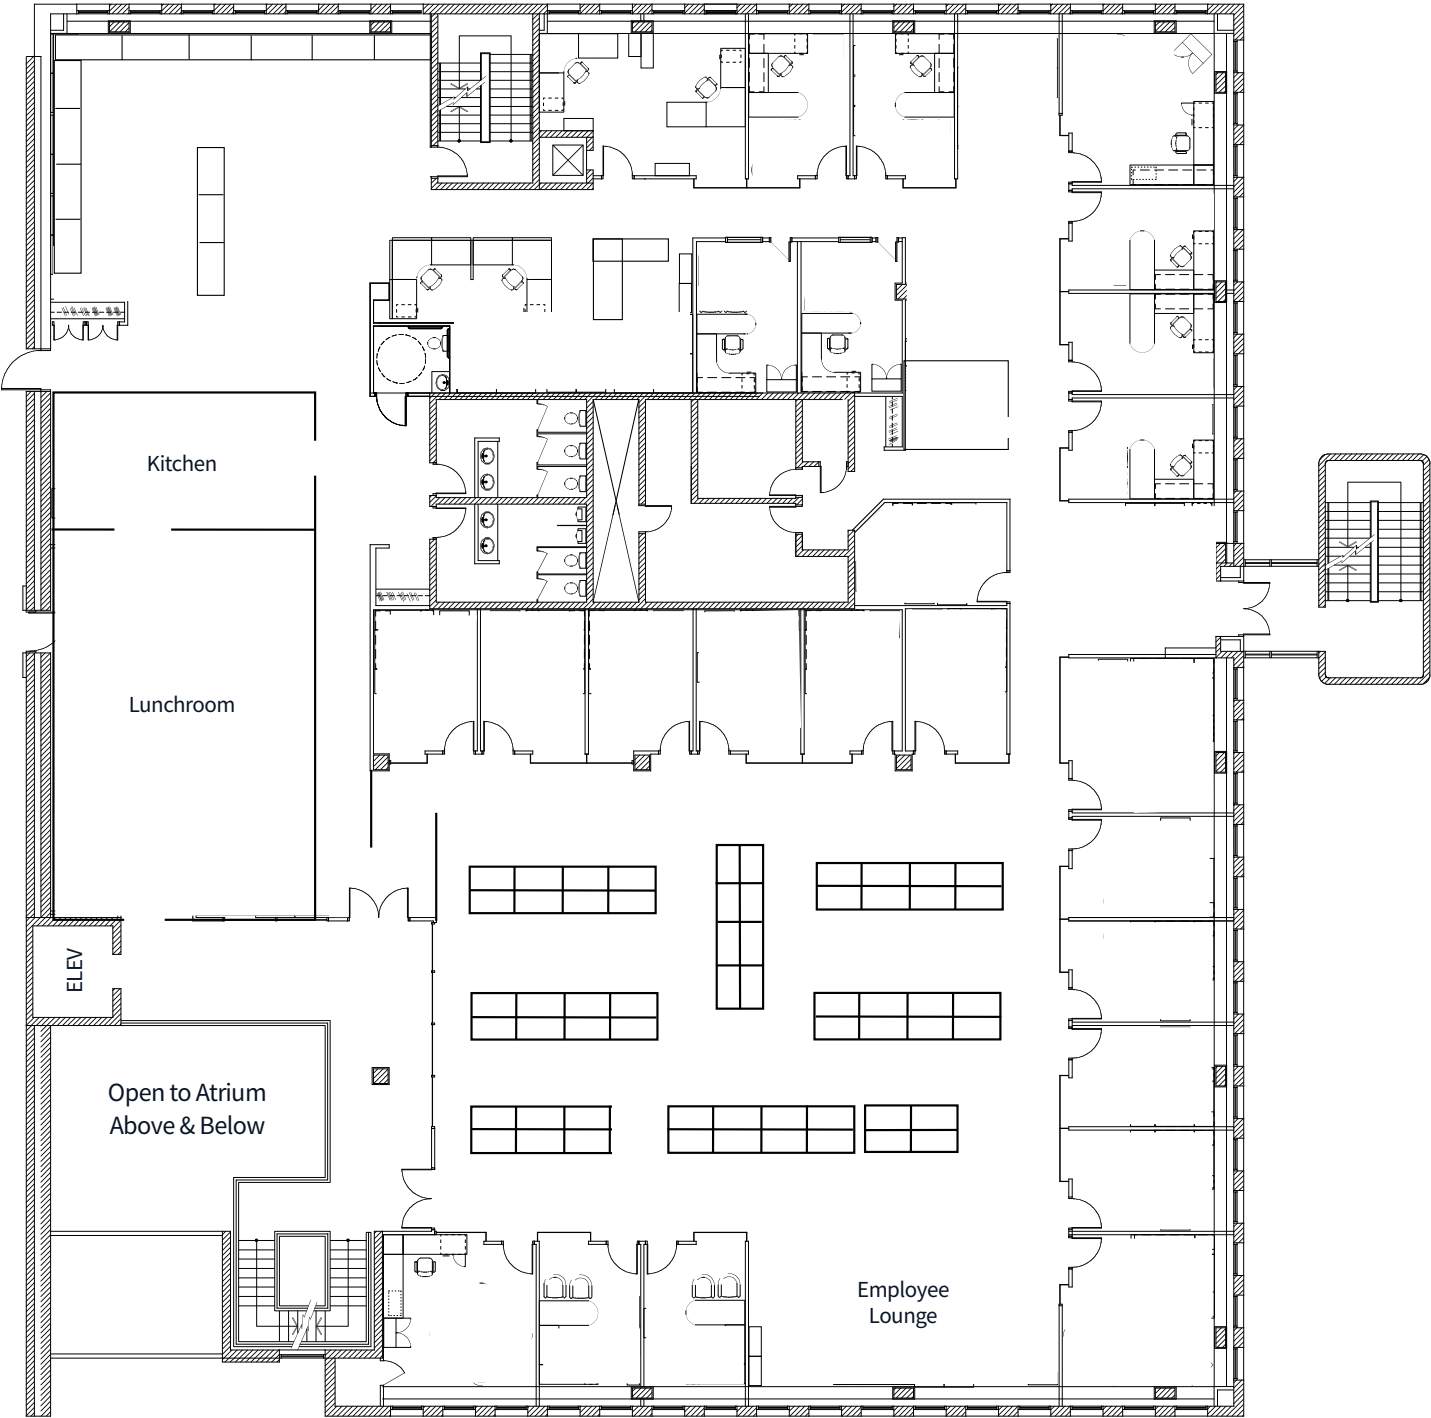 Kitchen
Lunchroom
ELEV
Open to Atrium
Above & Below
Employee
Lounge